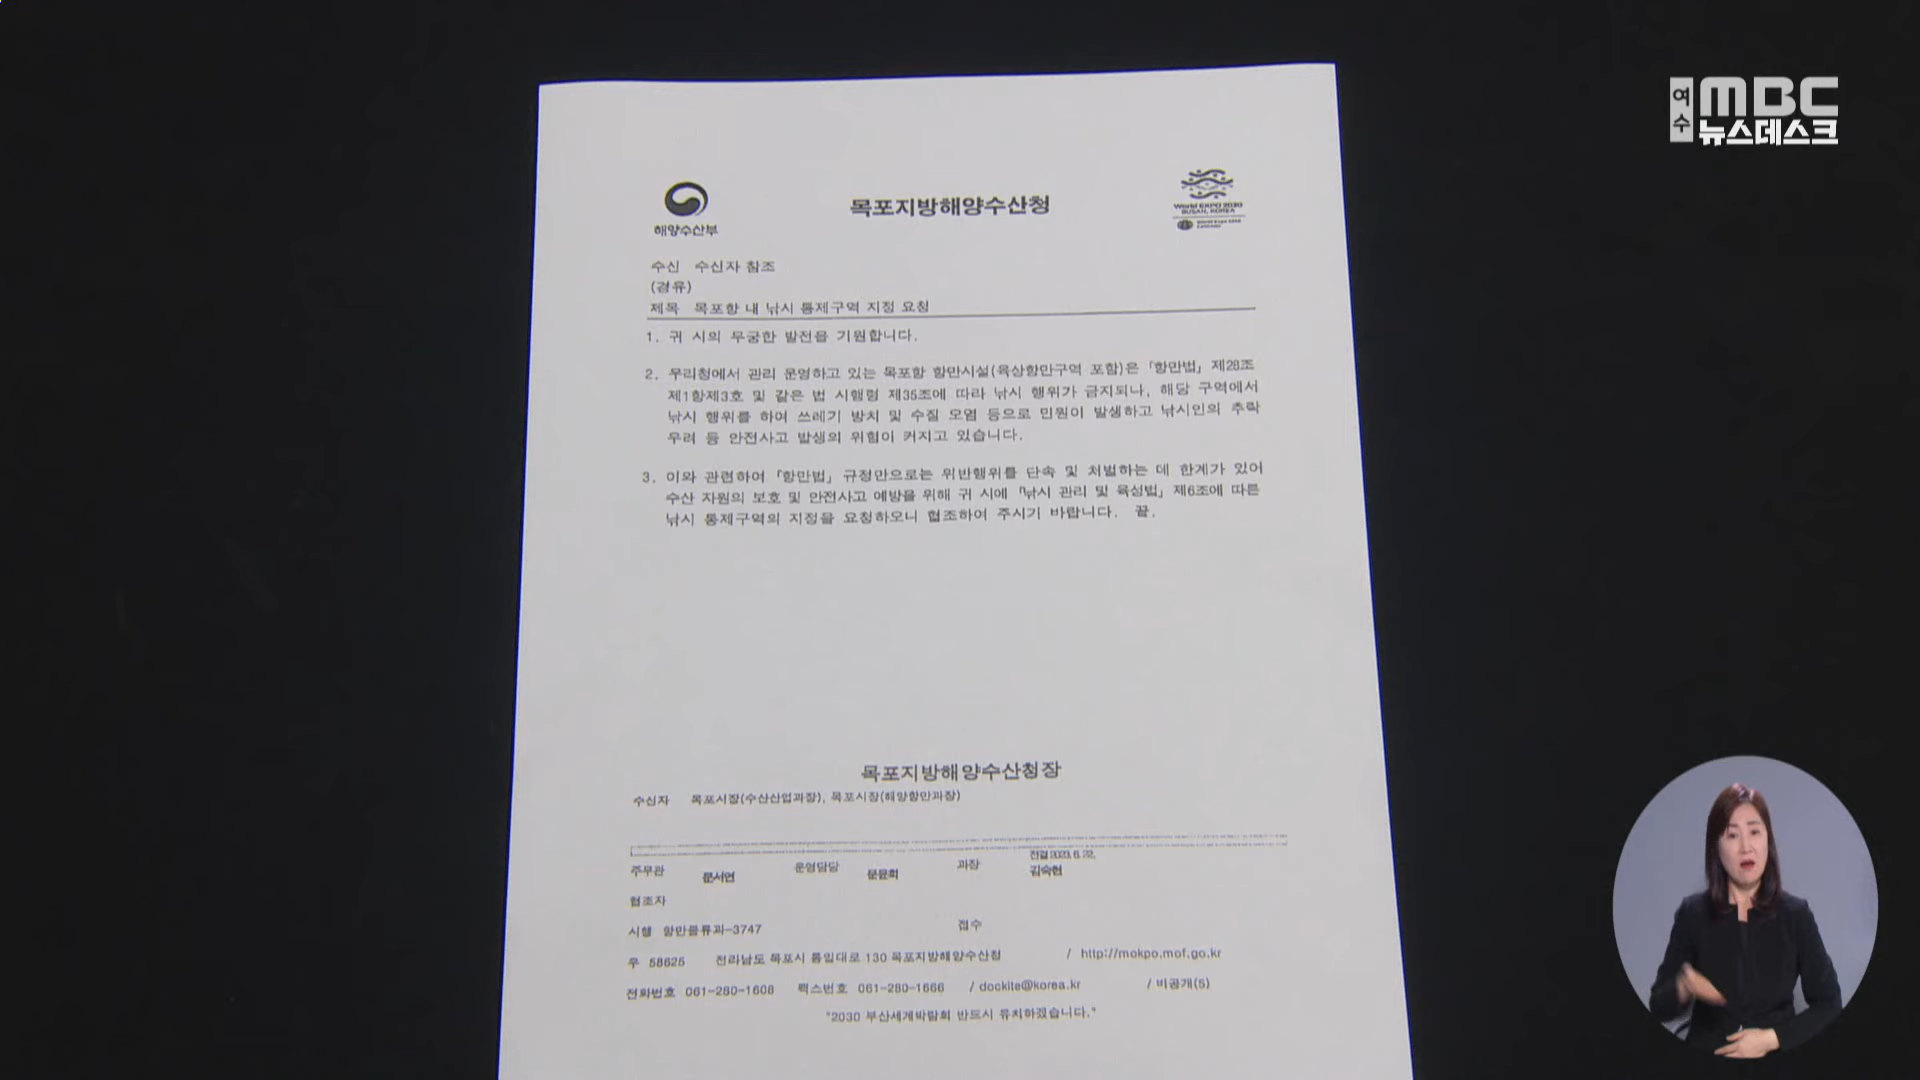 여수 MBC
뉴스데스크
해양수산부
목포지방해양수산청
World EXPO 2030
BUSAN, KOREA
수신 수신자 참조
(경유)
제목 목포항 내 낚시 통제구역 지정 요청
1. 귀 시의 무궁한 발전을 기원합니다.
2. 우리청에서 관리 운영하고 있는 목포항 항만시설(육상항만구역 포함)은 「항만법」 제28조
제1항제3호 및 같은 법 시행령 제35조에 따라 낚시 행위가 금지되나, 해당 구역에서
낚시 행위를 하여 쓰레기 방치 및 수질 오염 등으로 민원이 발생하고 낚시인의 추락
우려 등 안전사고 발생의 위험이 커지고 있습니다.
3. 이와 관련하여 「항만법」 규정만으로는 위반행위를 단속 및 처벌하는 데 한계가 있어
수산 자원의 보호 및 안전사고 예방을 위해 귀 시에 「낚시 관리 및 육성법」 제6조에 따른
낚시 통제구역의 지정을 요청하오니 협조하여 주시기 바랍니다. 끝.
목포지방해양수산청장
수신자 목포시장(수산산업과장), 목포시장(해양항만과장)
전결 2023. 6. 22.
주무관 문서연 운영담당 문윤희 과장 김숙현
협조자
시행 항만물류과-3747 접수
우 58625 전라남도 목포시 통일대로 130 목포지방해양수산청 / http://mokpo.mof.go.kr
전화번호 061-280-1608 팩스번호 061-280-1666 / dockite@korea.kr / 비공개(5)
"2030 부산세계박람회 반드시 유치하겠습니다."